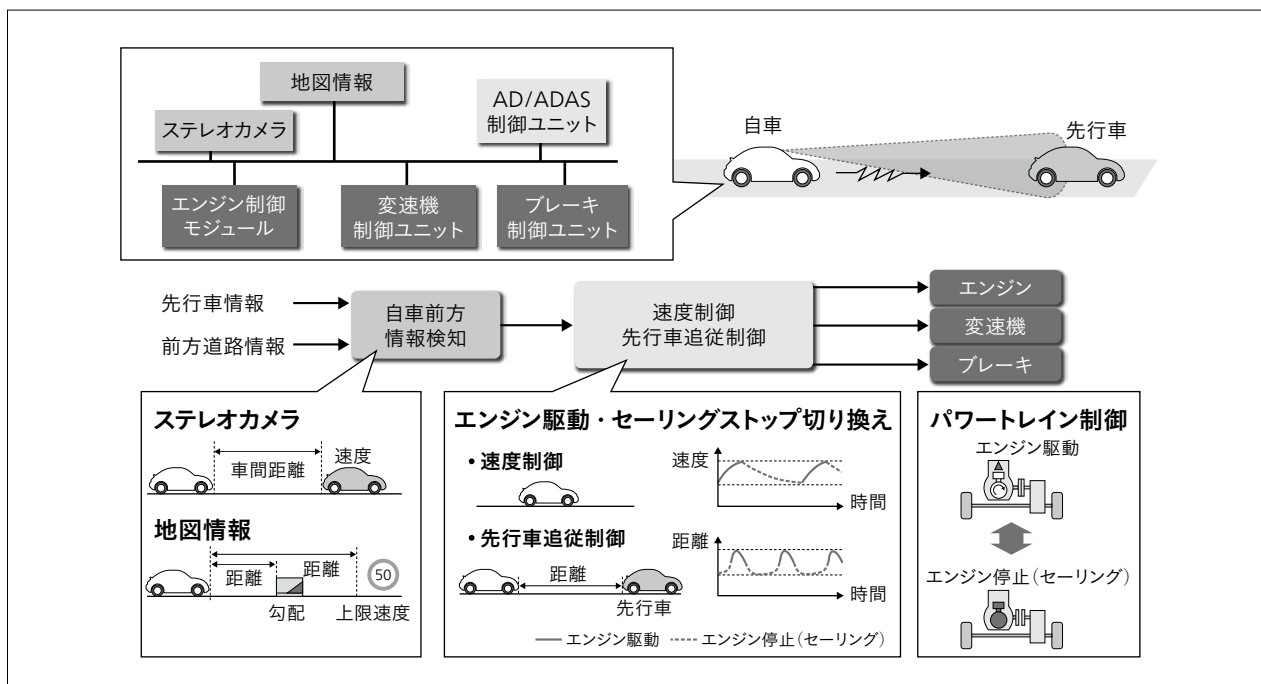 地図情報
AD/ADAS
制御ユニット
ステレオカメラ
エンジン制御
モジュール
変速機
制御ユニット
ブレーキ
制御ユニット
自車
先行車
先行車情報
前方道路情報
自車前方
情報検知
速度制御
先行車追従制御
エンジン
変速機
ブレーキ
ステレオカメラ
車間距離
速度
地図情報
距離
距離
50
勾配
上限速度
エンジン駆動・セーリングストップ切り換え
・速度制御
速度
時間
・先行車追従制御
距離
先行車
距離
時間
エンジン駆動
エンジン停止(セーリング)
パワートレイン制御
エンジン駆動
エンジン停止(セーリング)